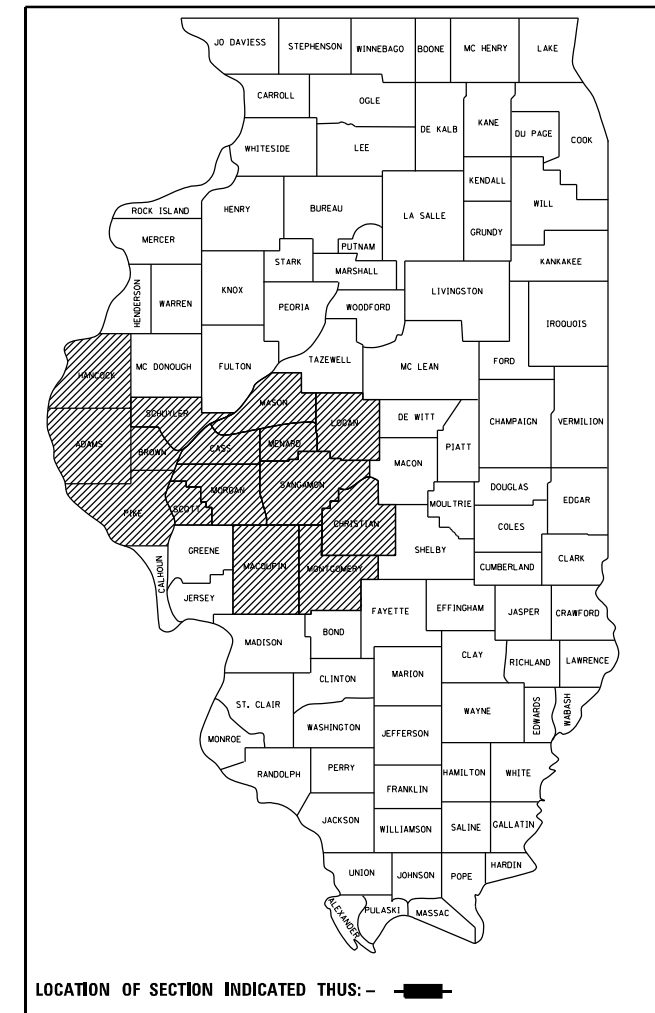 JO DAVIESS
STEPHENSON
WINNEBAGO
BOONE
MC HENRY
LAKE
CARROLL
OGLE
DE KALB
KANE
DU PAGE
COOK
WHITESIDE
LEE
KENDALL
WILL
ROCK ISLAND
HENRY
BUREAU
LA SALLE
GRUNDY
MERCER
PUTNAM
KANKAKEE
STARK
MARSHALL
HENDERSON
WARREN
KNOX
PEORIA
WOODFORD
LIVINGSTON
IROQUOIS
HANCOCK
MC DONOUGH
FULTON
TAZEWELL
MC LEAN
FORD
SCHUYLER
MASON
LOGAN
DE WITT
CHAMPAIGN
VERMILION
ADAMS
BROWN
CASS
MENARD
PIATT
MACON
PIKE
SCOTT
MORGAN
SANGAMON
CHRISTIAN
MOULTRIE
DOUGLAS
EDGAR
COLES
CALHOUN
GREENE
MACOUPIN
MONTGOMERY
SHELBY
CUMBERLAND
CLARK
JERSEY
FAYETTE
EFFINGHAM
JASPER
CRAWFORD
MADISON
BOND
CLAY
RICHLAND
LAWRENCE
CLINTON
MARION
ST. CLAIR
WAYNE
EDWARDS
WABASH
MONROE
WASHINGTON
JEFFERSON
RANDOLPH
PERRY
HAMILTON
WHITE
FRANKLIN
JACKSON
WILLIAMSON
SALINE
GALLATIN
UNION
JOHNSON
POPE
HARDIN
ALEXANDER
PULASKI
MASSAC
LOCATION OF SECTION INDICATED THUS: –